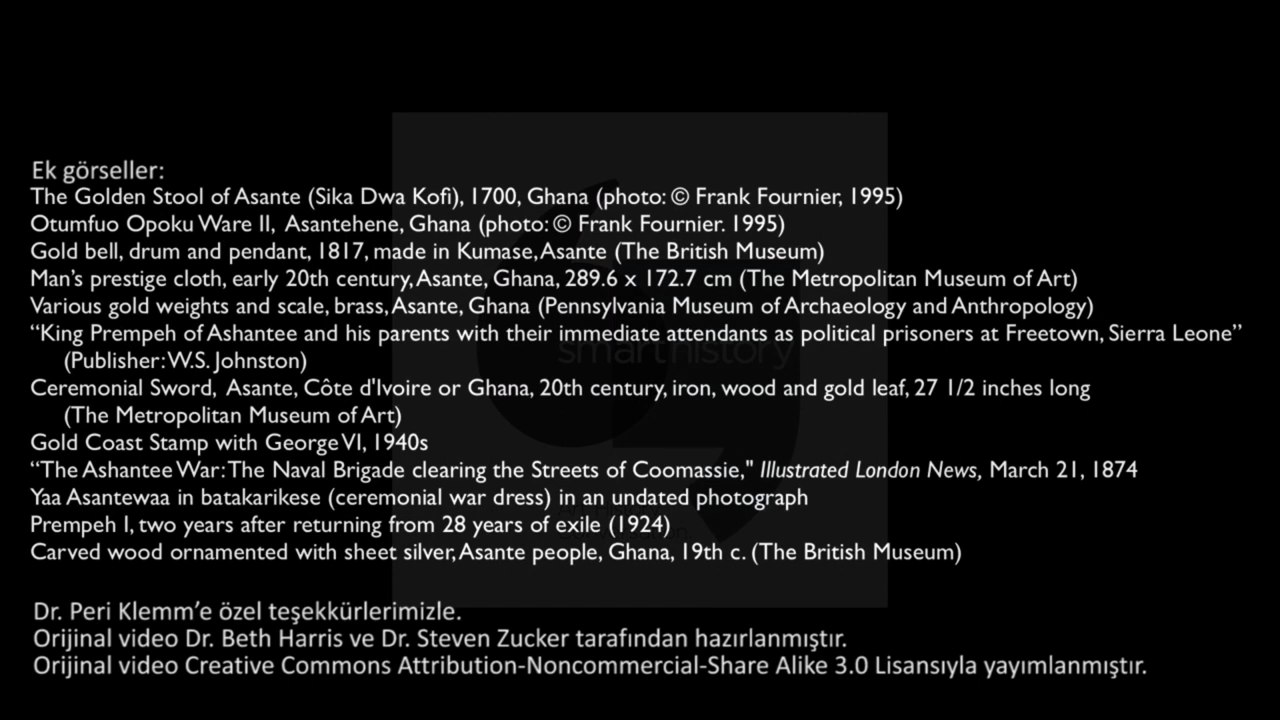 Ek görseller:
The Golden Stool of Asante (Sika Dwa Kofi), 1700, Ghana (photo: © Frank Fournier, 1995)
Otumfuo Opoku Ware II, Asantehene, Ghana (photo: © Frank Fournier. 1995)
Gold bell, drum and pendant, 1817, made in Kumase, Asante (The British Museum)
Man's prestige cloth, early 20th century, Asante, Ghana, 289.6 x 172.7 cm (The Metropolitan Museum of Art)
Various gold weights and scale, brass, Asante, Ghana (Pennsylvania Museum of Archaeology and Anthropology)
“King Prempeh of Ashantee and his parents with their immediate attendants as political prisoners at Freetown, Sierra Leone”
(Publisher: W.S. Johnston)
smarthistory
Ceremonial Sword, Asante, Côte d'Ivoire or Ghana, 20th century, iron, wood and gold leaf, 27 1/2 inches long
(The Metropolitan Museum of Art)
Gold Coast Stamp with George VI, 1940s
“The Ashantee War: The Naval Brigade clearing the Streets of Coomassie," Illustrated London News, March 21, 1874
Yaa Asantewaa in batakarikese (ceremonial war dress) in an undated photograph
Prempeh I, two years after returning from 28 years of exile (1924)
Carved wood ornamented with sheet silver, Asante people, Ghana, 19th c. (The British Museum)
Dr. Peri Klemm’e özel teşekkürlerimizle.
Orijinal video Dr. Beth Harris ve Dr. Steven Zucker tarafından hazırlanmıştır.
Orijinal video Creative Commons Attribution-Noncommercial-Share Alike 3.0 Lisansıyla yayımlanmıştır.